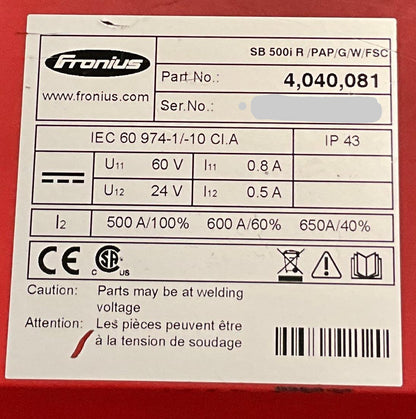 Fronius
www.fronius.com
SB 500i R /PAP/G/W/FSC
Part No.: 4,040,081
Ser.No.:
IEC 60 974-1/-10 Cl.A IP 43
U11 60 V I11 0.8 A
U12 24 V I12 0.5 A
I2 500 A/100% 600 A/60% 650A/40%
CE C SA US
Caution: Parts may be at welding
voltage
Attention: Les pièces peuvent être
à la tension de soudage